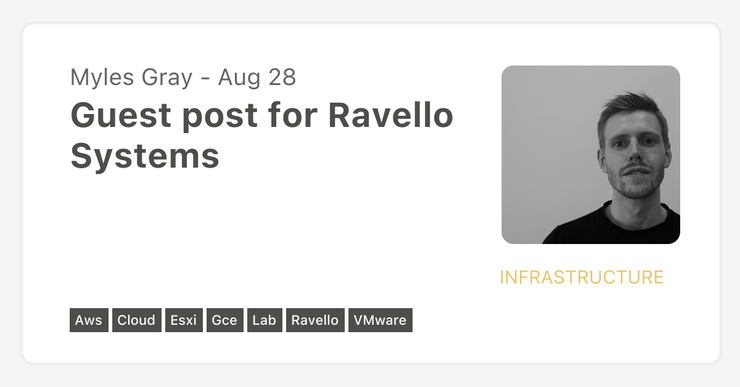 Myles Gray - Aug 28
Guest post for Ravello
Systems
INFRASTRUCTURE
Aws Cloud Esxi Gce Lab Ravello VMware